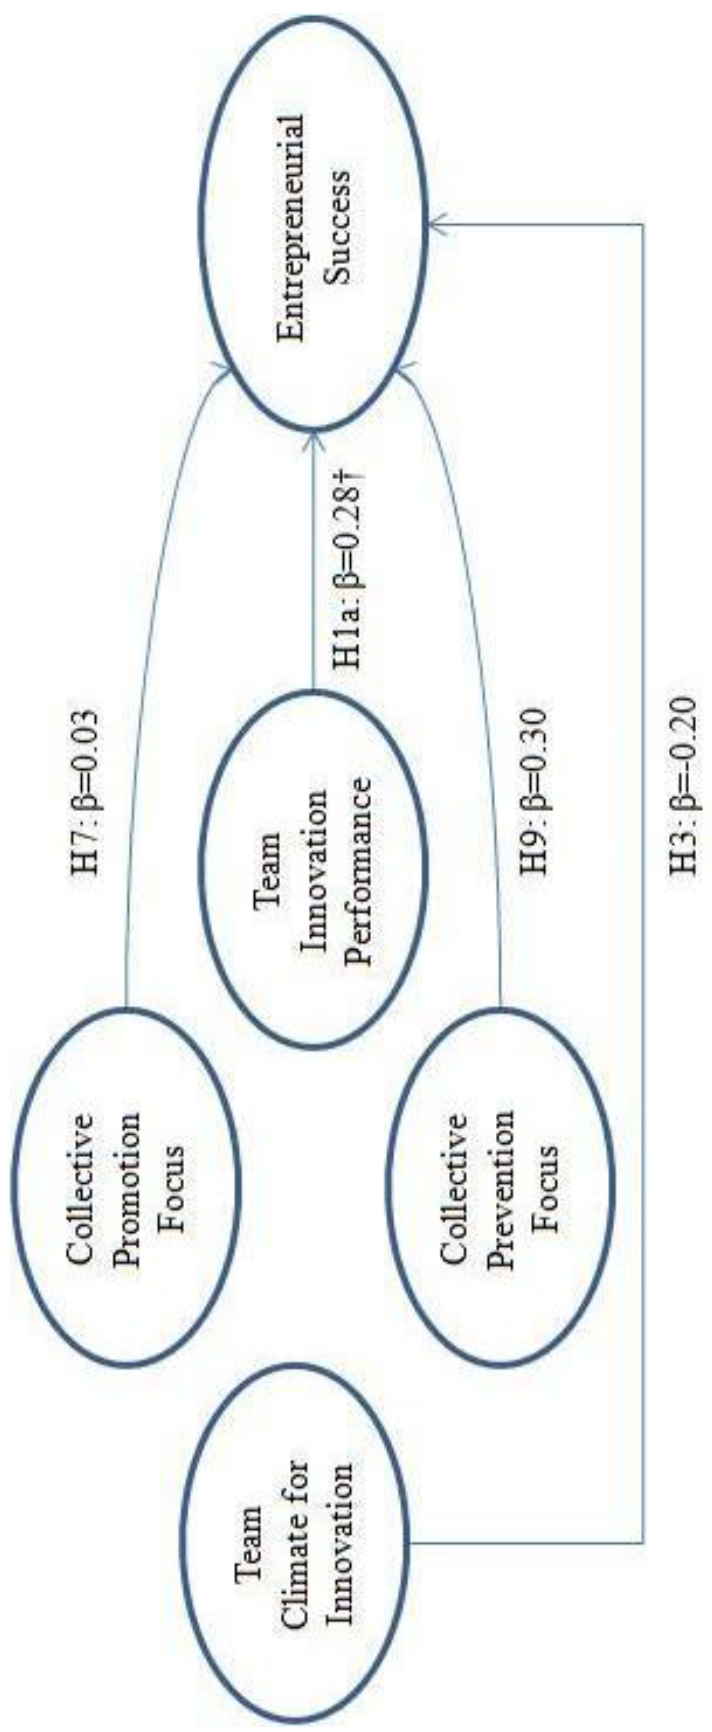 Team
Climate for
Innovation
Collective
Promotion
Focus
Collective
Prevention
Focus
Team
Innovation
Performance
Entrepreneurial
Success
H7: β=0.03
H1a: β=0.28†
H9: β=0.30
H3: β=-0.20